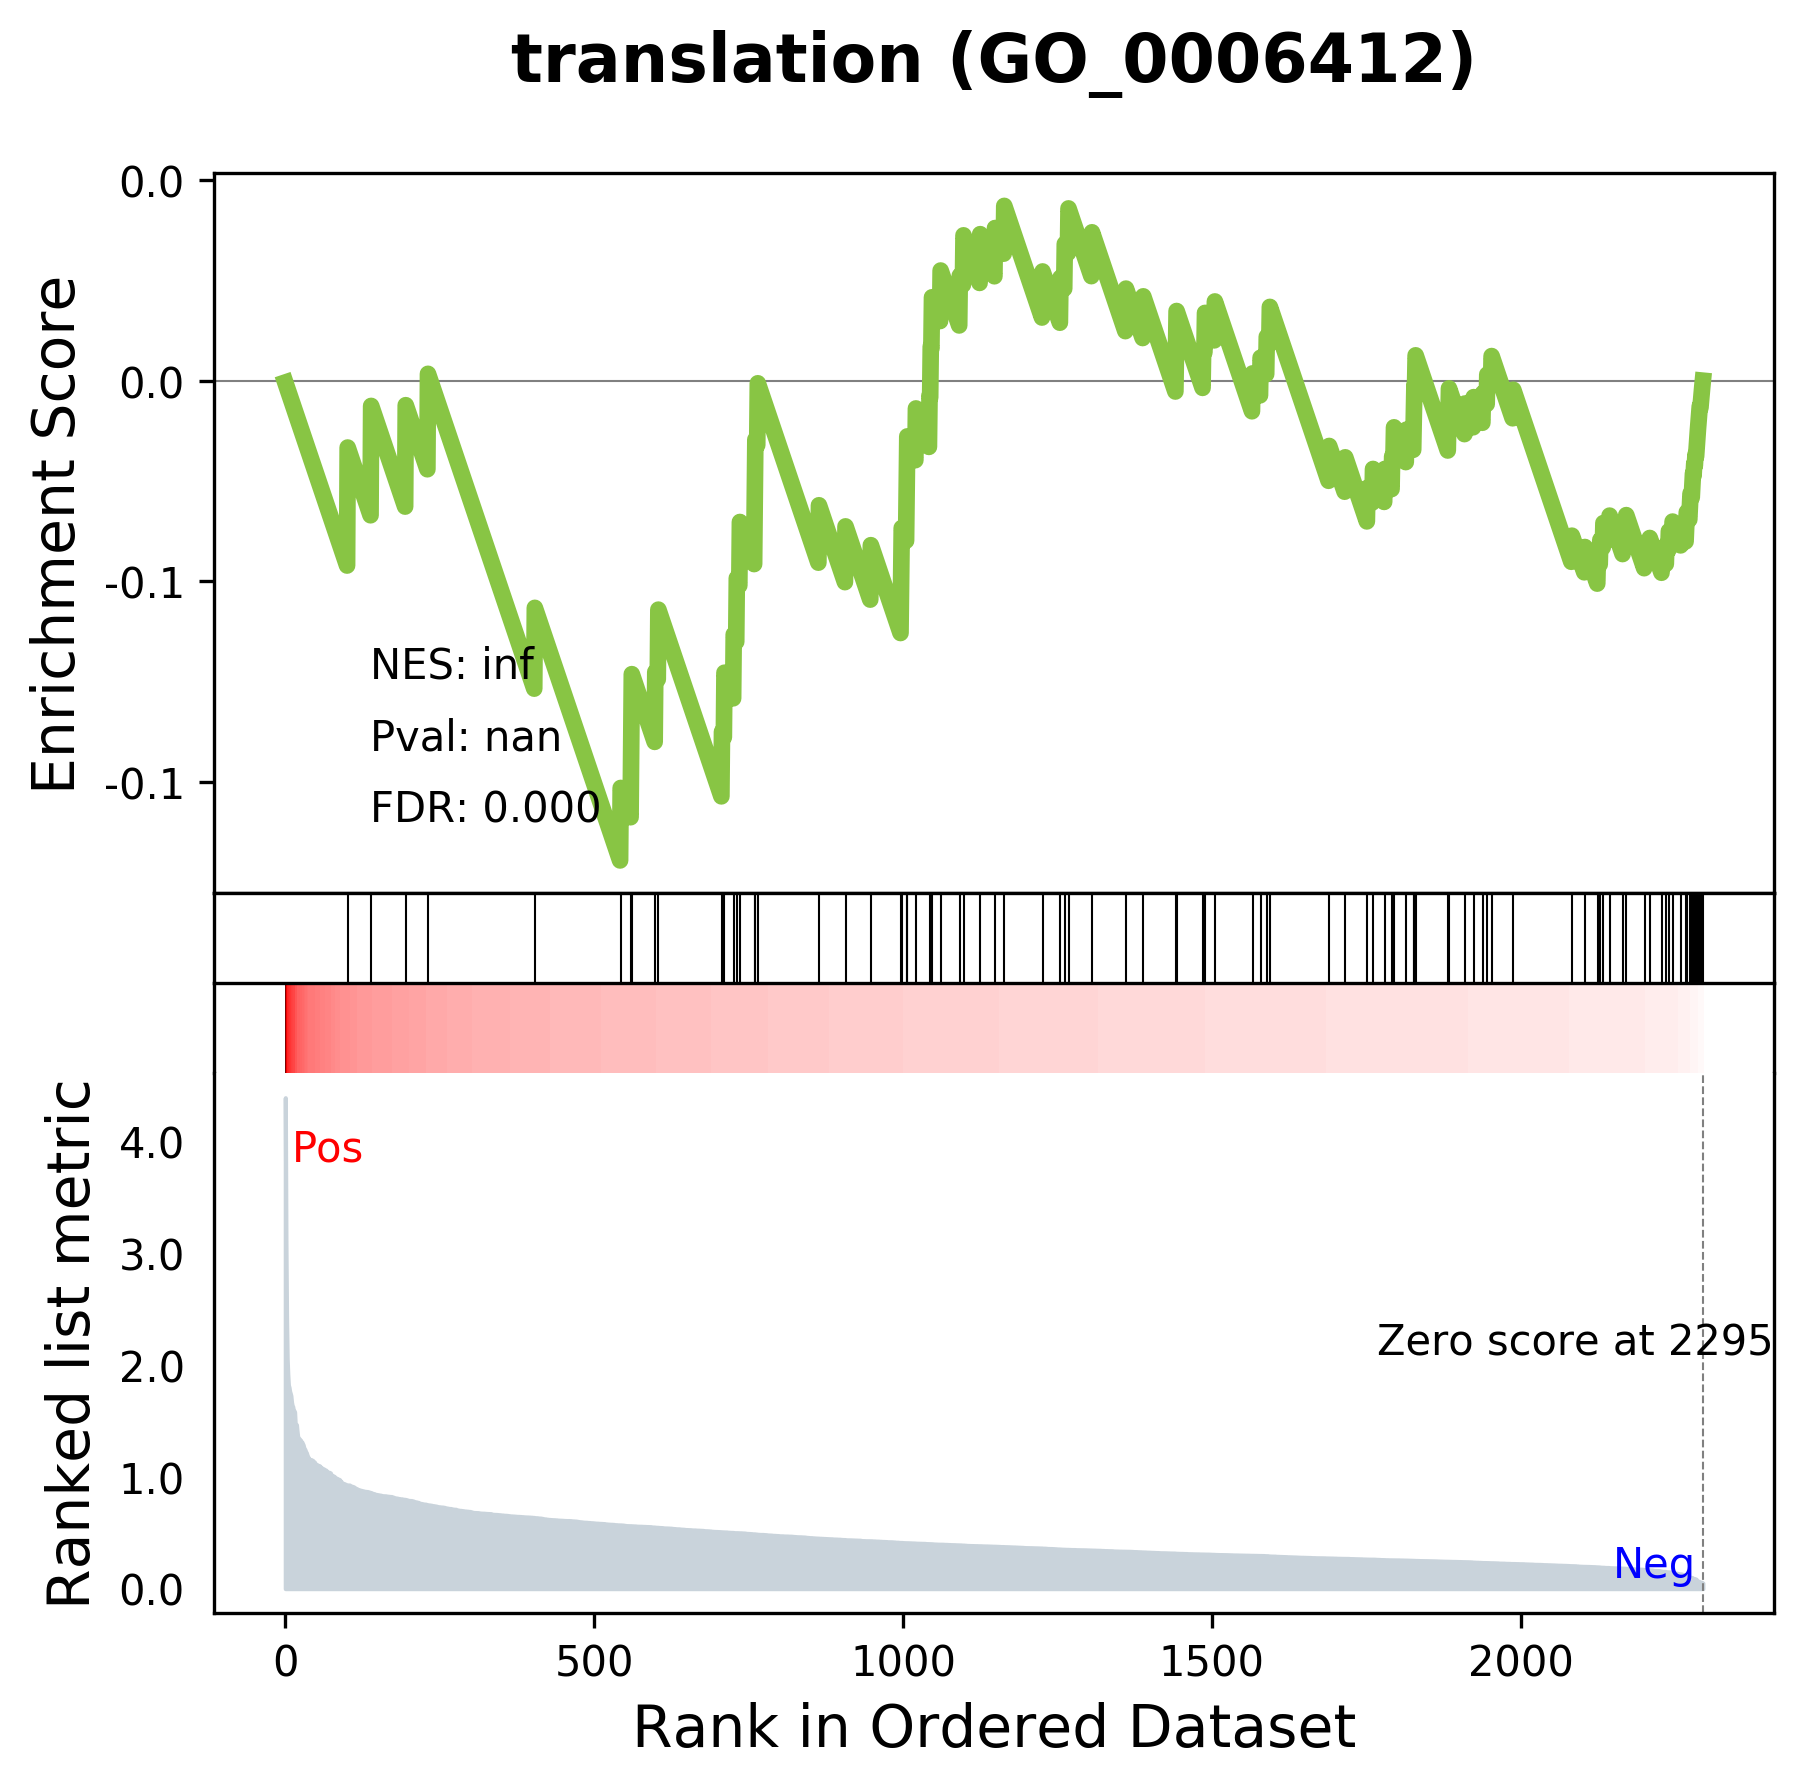 translation (GO_0006412)
Enrichment Score
0.0
0.0
-0.1
-0.1
NES: inf
Pval: nan
FDR: 0.000
Ranked list metric
4.0
3.0
2.0
1.0
0.0
Pos
Zero score at 2295
Neg
0 500 1000 1500 2000
Rank in Ordered Dataset